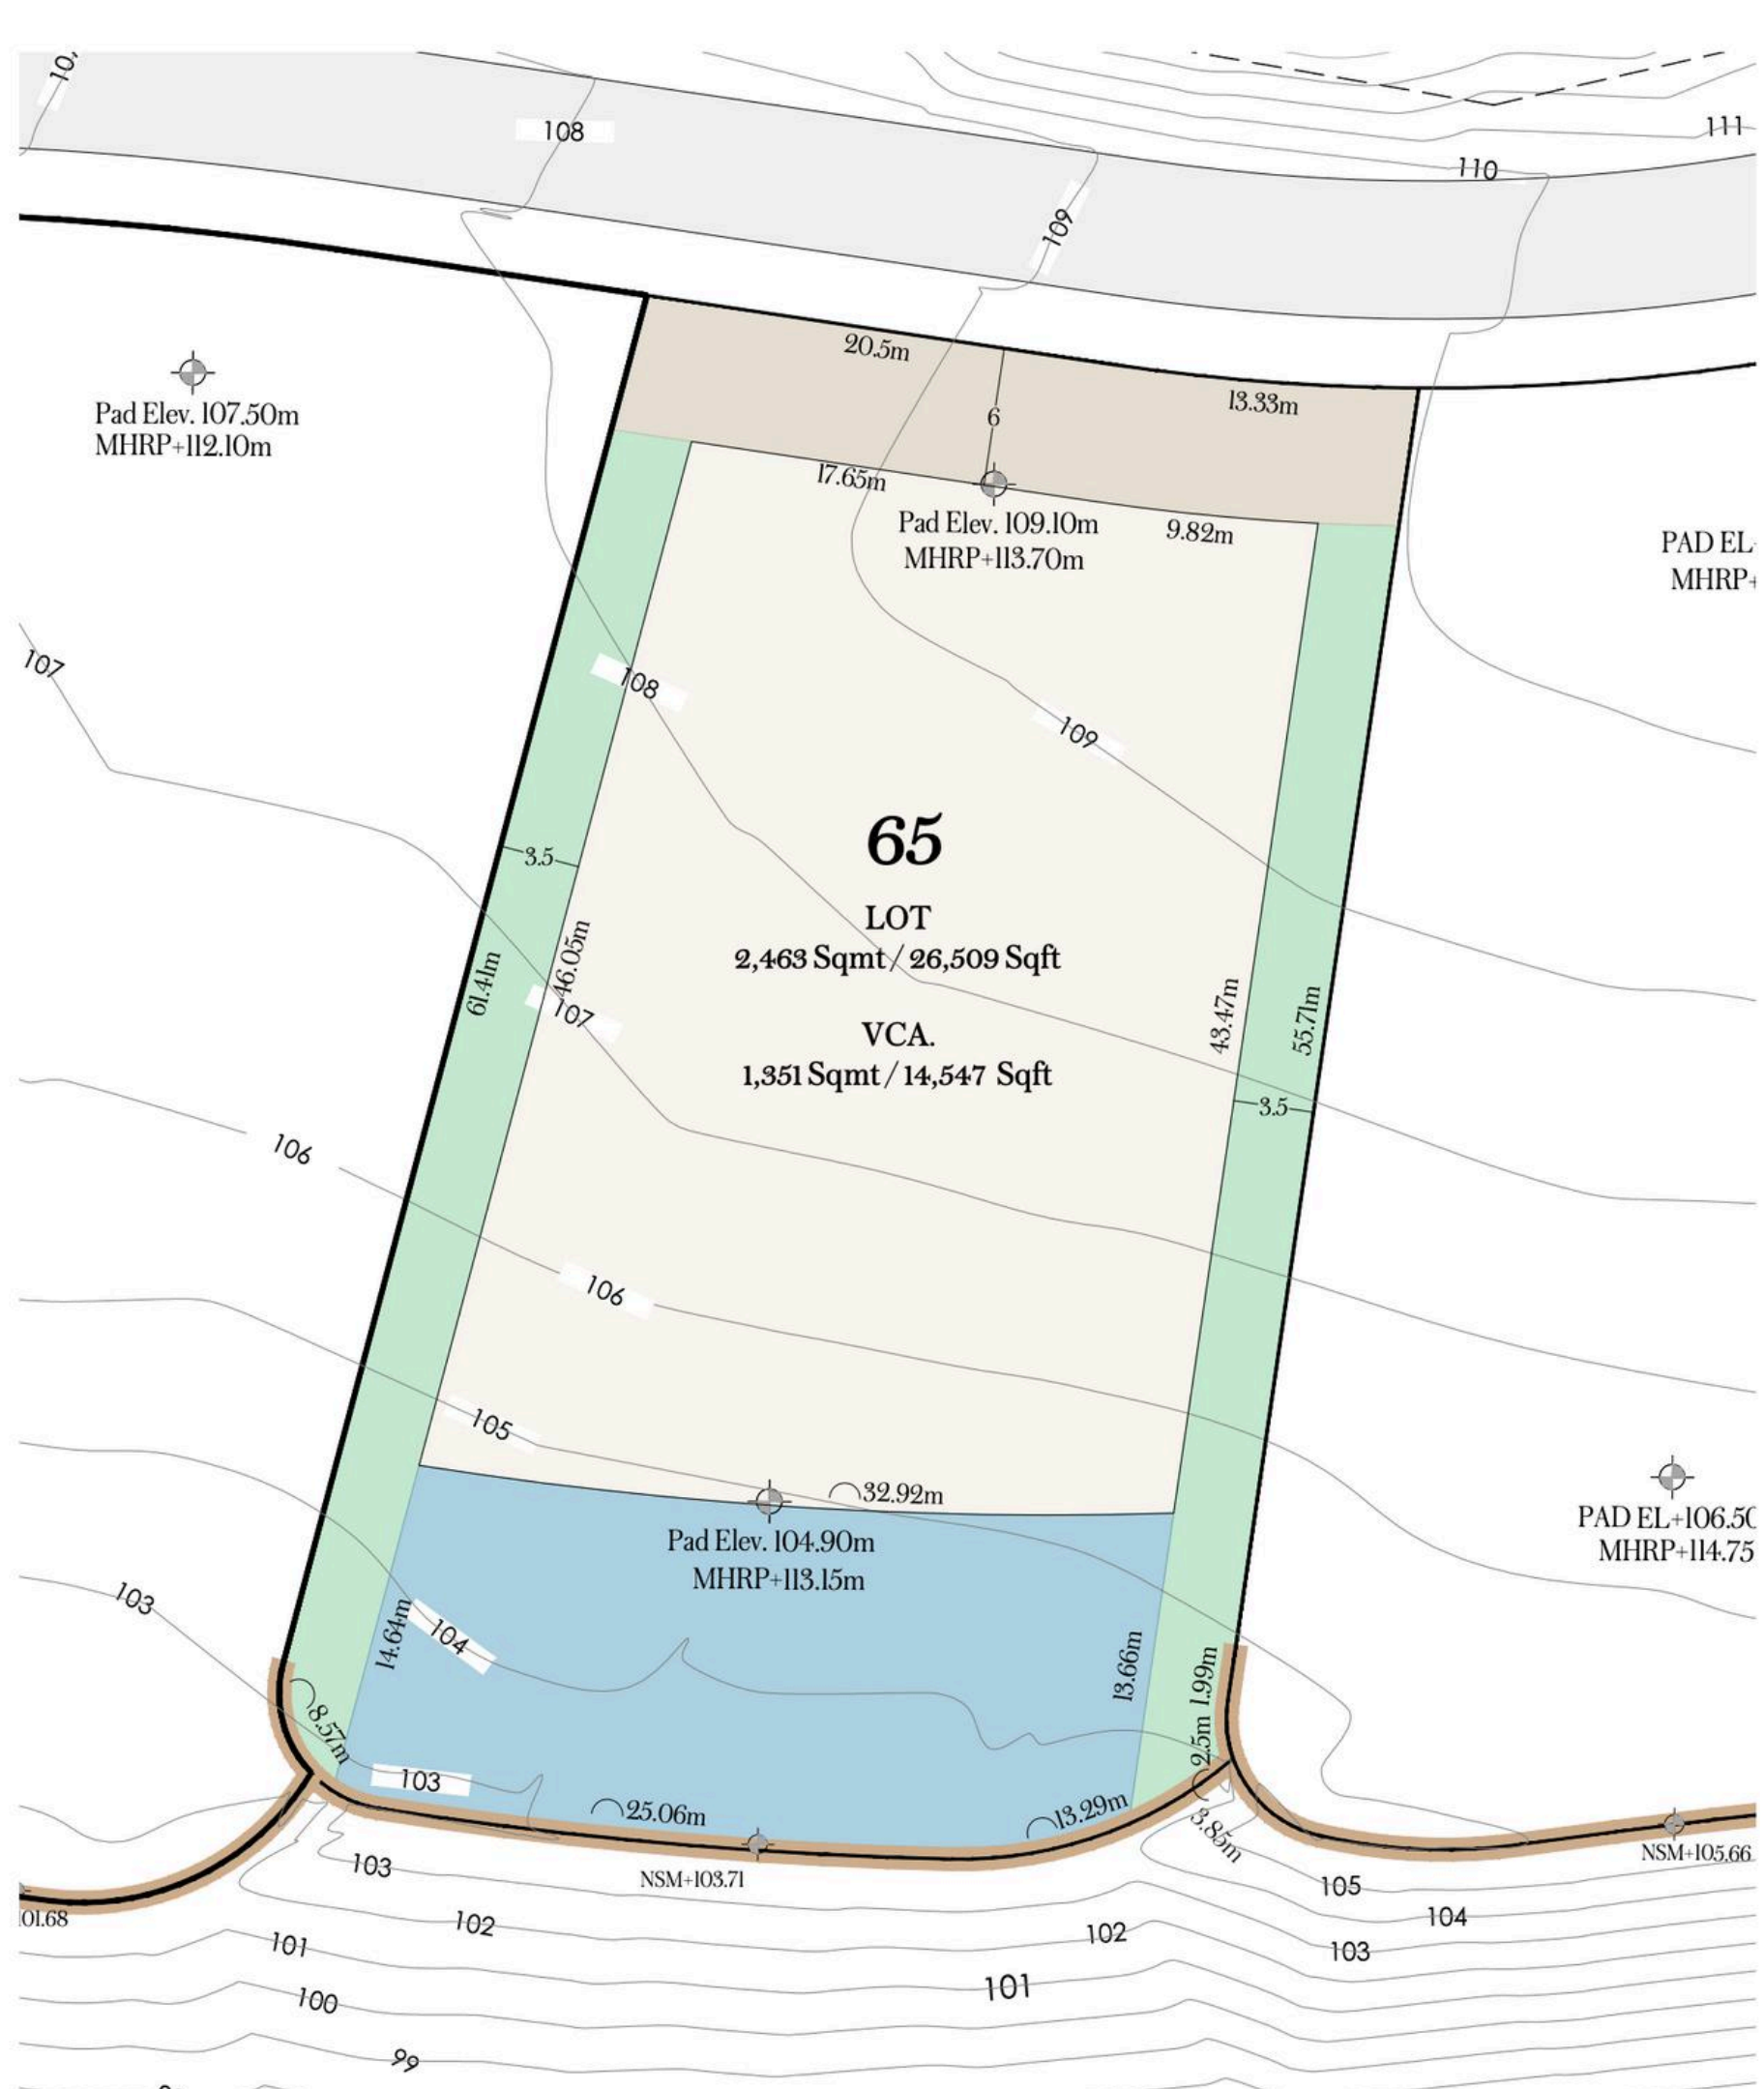 108
111
110
109
20.5m
13.33m
6
Pad Elev. 107.50m
MHRP+112.10m
17.65m
Pad Elev. 109.10m
MHRP+113.70m
9.82m
PAD EL
MHRP+
107
108
109
65
LOT
2,463 Sqmt / 26,509 Sqft
VCA.
1,351 Sqmt / 14,547 Sqft
3.5
61.41m
46.05m
107
43.47m
55.71m
3.5
106
106
105
32.92m
Pad Elev. 104.90m
MHRP+113.15m
PAD EL+106.50
MHRP+114.75
103
14.64m
104
13.66m
1.99m
2.5m
8.57m
103
25.06m
13.29m
3.85m
NSM+103.71
NSM+105.66
103
105
01.68
102
102
104
101
103
101
100
99